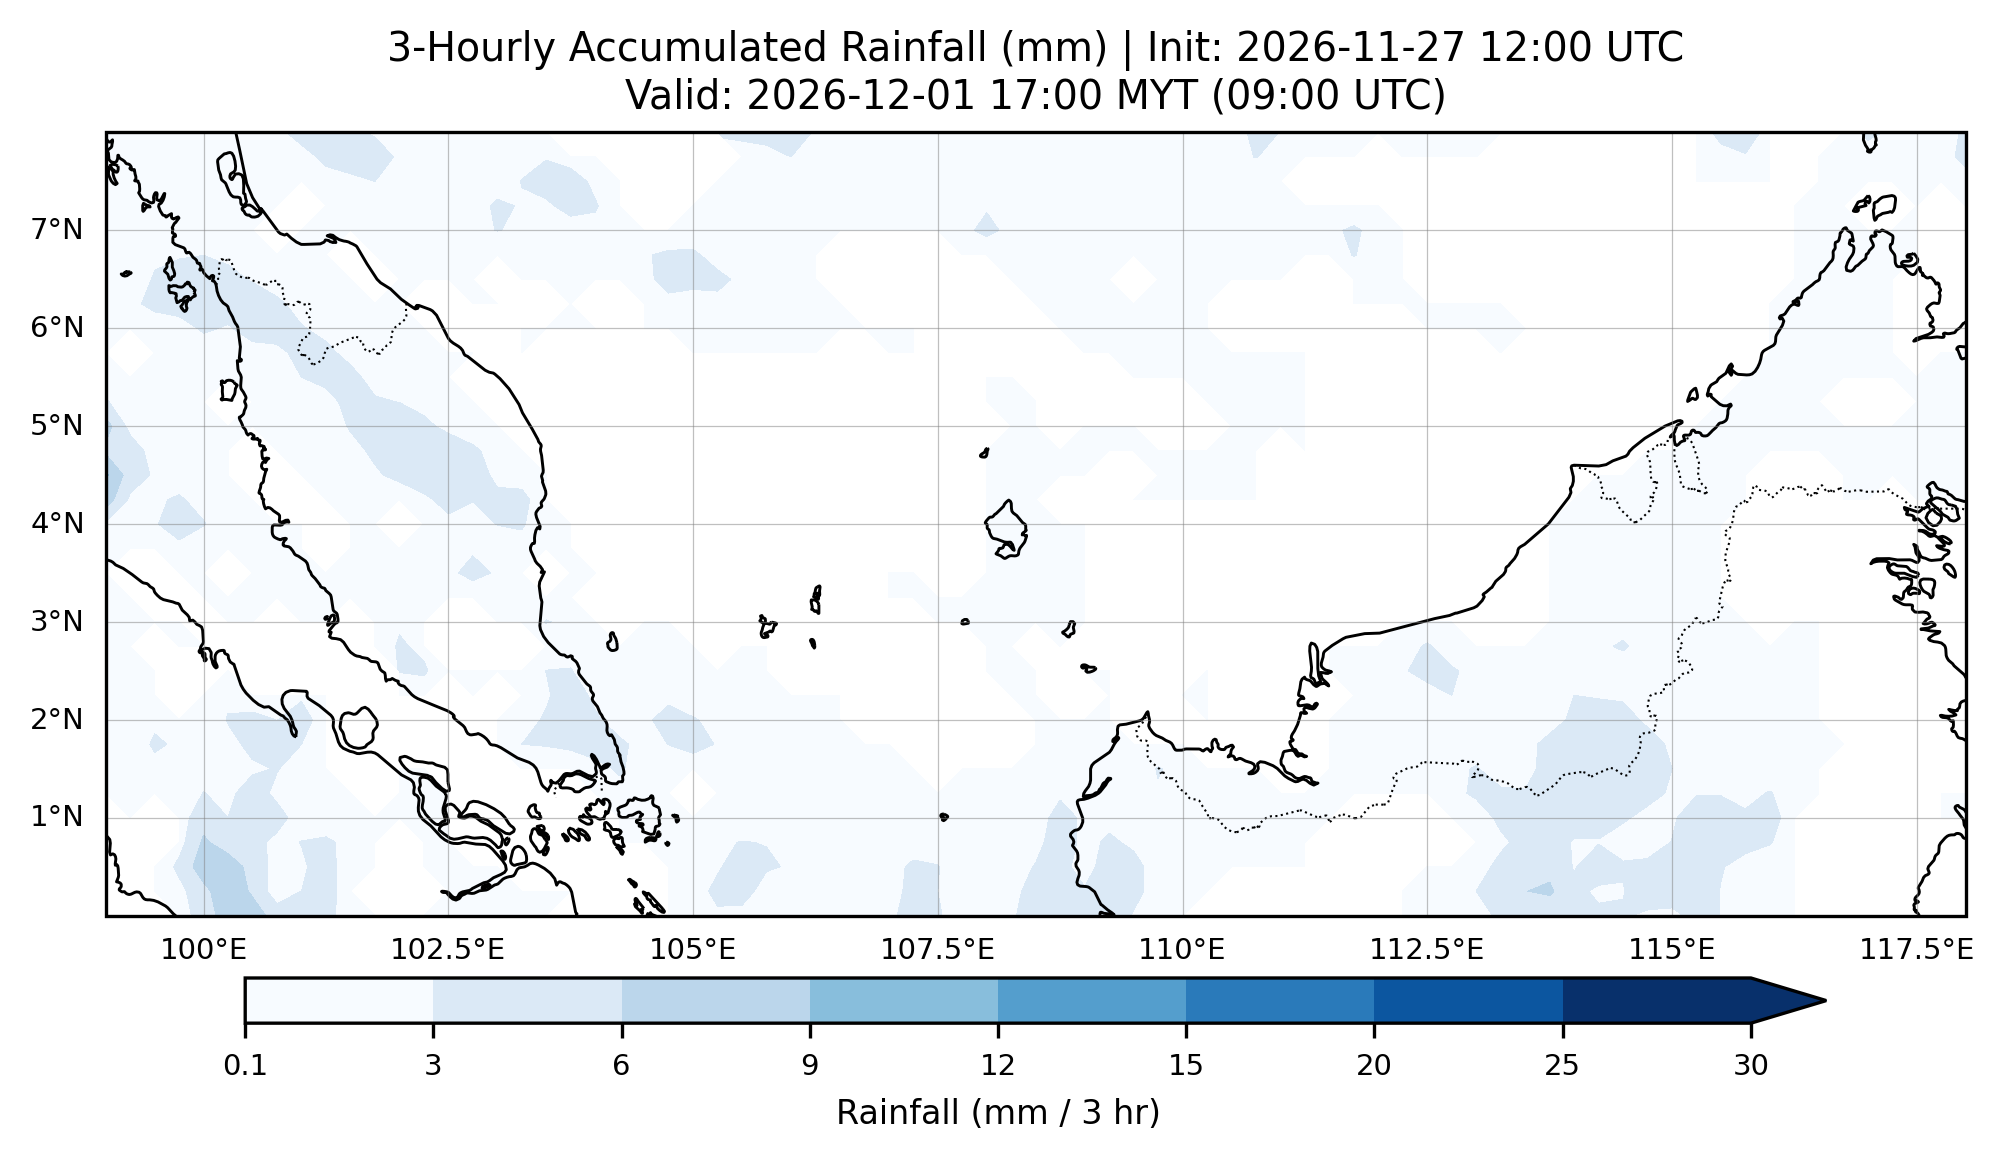 3-Hourly Accumulated Rainfall (mm) | Init: 2026-11-27 12:00 UTC
Valid: 2026-12-01 17:00 MYT (09:00 UTC)
7°N
6°N
5°N
4°N
3°N
2°N
1°N
100°E 102.5°E 105°E 107.5°E 110°E 112.5°E 115°E 117.5°E
0.1 3 6 9 12 15 20 25 30
Rainfall (mm / 3 hr)